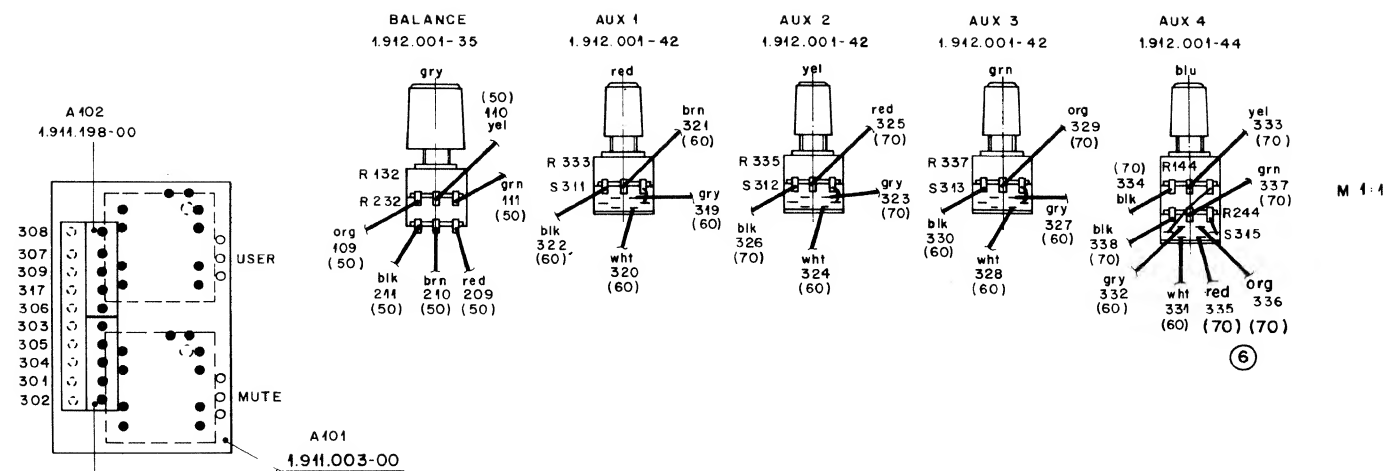 BALANCE
1.912.001-35
gry
(50)
110
yel
R 132
R 232
grn
111
(50)
org
109
(50)
blk
211
(50)
brn
210
(50)
red
209
(50)
AUX 1
1.912.001-42
red
brn
321
(60)
R 333
S311
gry
319
(60)
blk
322
(60)
wht
320
(60)
AUX 2
1.912.001-42
yel
red
325
(70)
R 335
S312
gry
323
(70)
blk
326
(70)
wht
324
(60)
AUX 3
1.912.001-42
grn
org
329
(70)
R 337
S313
gry
327
(60)
blk
330
(60)
wht
328
(60)
AUX 4
1.912.001-44
blu
yel
333
(70)
R144
(70)
334
blk
grn
337
(70)
R244
S315
blk
338
(70)
gry
332
(60)
wht
331
(60)
red
335
(70)
org
336
(70)
6
M 1:1
A102
1.911.198-00
308
307
309
317
306
303
305
304
301
302
USER
MUTE
A101
1.911.003-00